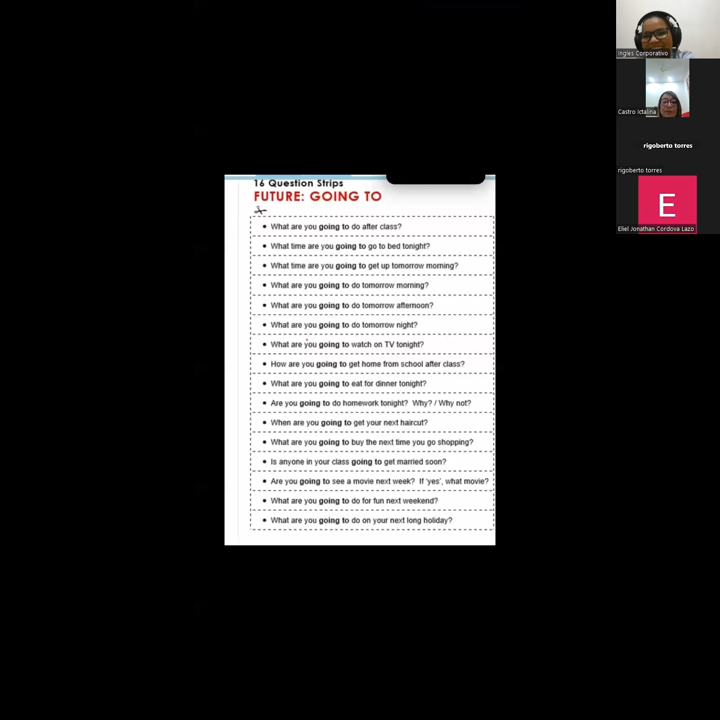 Ingles Corporativo
Castro Ictalina
rigoberto torres
rigoberto torres
E
Eliel Jonathan Cordova Lazo
16 Question Strips
FUTURE: GOING TO
• What are you going to do after class?
• What time are you going to go to bed tonight?
• What time are you going to get up tomorrow morning?
• What are you going to do tomorrow morning?
• What are you going to do tomorrow afternoon?
• What are you going to do tomorrow night?
• What are you going to watch on TV tonight?
• How are you going to get home from school after class?
• What are you going to eat for dinner tonight?
• Are you going to do homework tonight? Why? / Why not?
• When are you going to get your next haircut?
• What are you going to buy the next time you go shopping?
• Is anyone in your class going to get married soon?
• Are you going to see a movie next week? If 'yes', what movie?
• What are you going to do for fun next weekend?
• What are you going to do on your next long holiday?